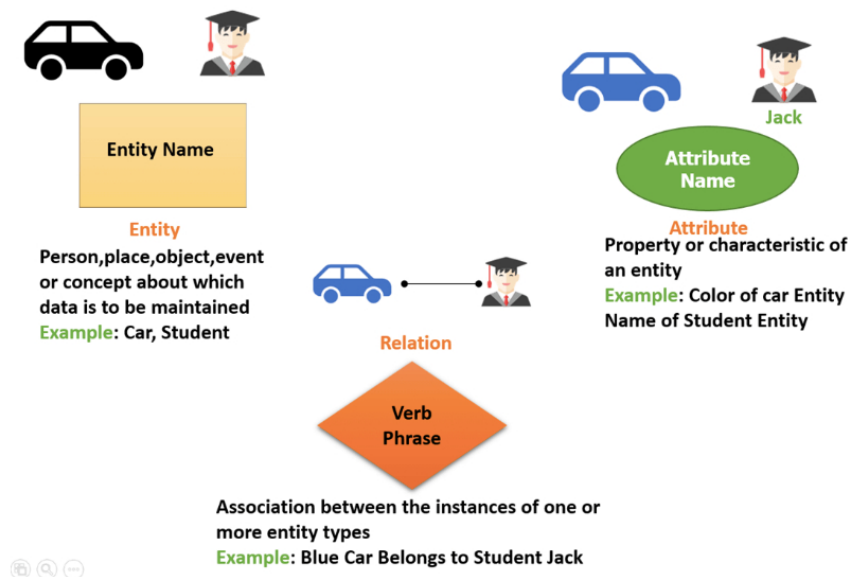 Entity Name
Entity
Person,place,object,event
or concept about which
data is to be maintained
Example: Car, Student
Jack
Attribute
Name
Attribute
Property or characteristic of
an entity
Example: Color of car Entity
Name of Student Entity
Relation
Verb
Phrase
Association between the instances of one or
more entity types
Example: Blue Car Belongs to Student Jack